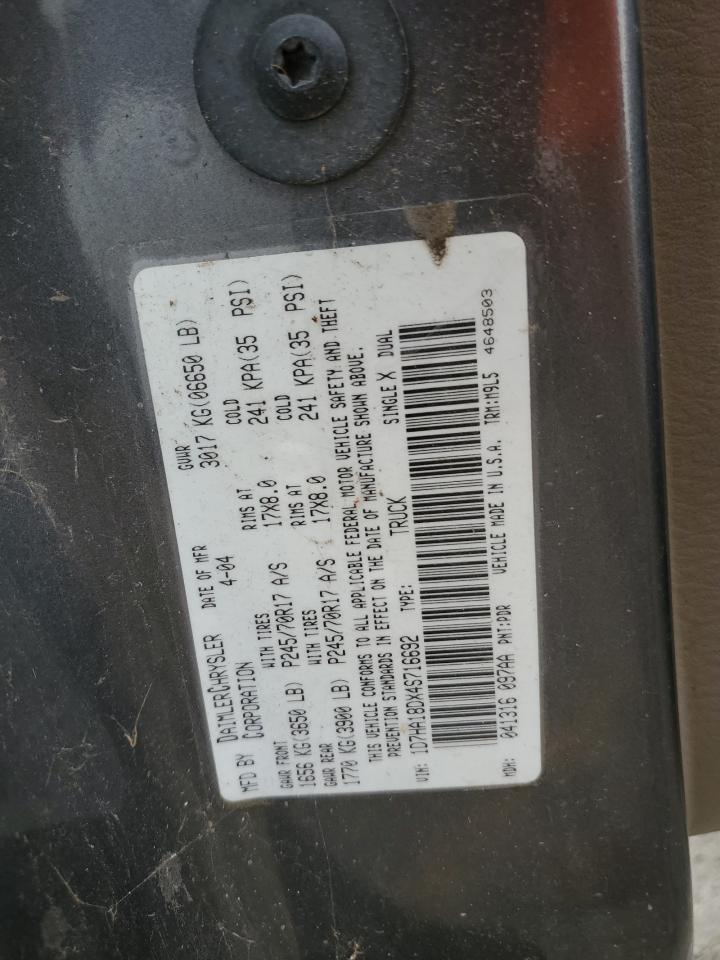 MFD BY DAIMLERCHRYSLER CORPORATION
DATE OF MFR 4-04
GVWR 3017 KG(06650 LB)
GAWR FRONT WITH TIRES RIMS AT COLD
1656 KG(3650 LB) P245/70R17 A/S 17X8.0 241 KPA(35 PSI)
GAWR REAR WITH TIRES RIMS AT COLD
1770 KG(3900 LB) P245/70R17 A/S 17X8.0 241 KPA(35 PSI)
THIS VEHICLE CONFORMS TO ALL APPLICABLE FEDERAL MOTOR VEHICLE SAFETY AND THEFT
PREVENTION STANDARDS IN EFFECT ON THE DATE OF MANUFACTURE SHOWN ABOVE.
VIN: 1D7HA18DX4S716692 TYPE: TRUCK SINGLE X DUAL
MDH: 041316 097AA PNT:PDR VEHICLE MADE IN U.S.A. TRM:M9L5 4648503